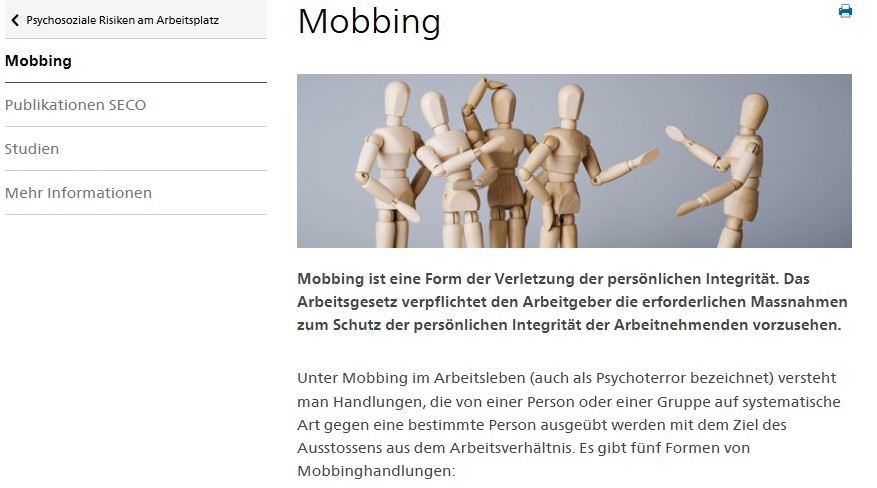 Psychosoziale Risiken am Arbeitsplatz
Mobbing
Publikationen SECO
Studien
Mehr Informationen
Mobbing
Mobbing ist eine Form der Verletzung der persönlichen Integrität. Das
Arbeitsgesetz verpflichtet den Arbeitgeber die erforderlichen Massnahmen
zum Schutz der persönlichen Integrität der Arbeitnehmenden vorzusehen.
Unter Mobbing im Arbeitsleben (auch als Psychoterror bezeichnet) versteht
man Handlungen, die von einer Person oder einer Gruppe auf systematische
Art gegen eine bestimmte Person ausgeübt werden mit dem Ziel des
Ausstossens aus dem Arbeitsverhältnis. Es gibt fünf Formen von
Mobbinghandlungen: